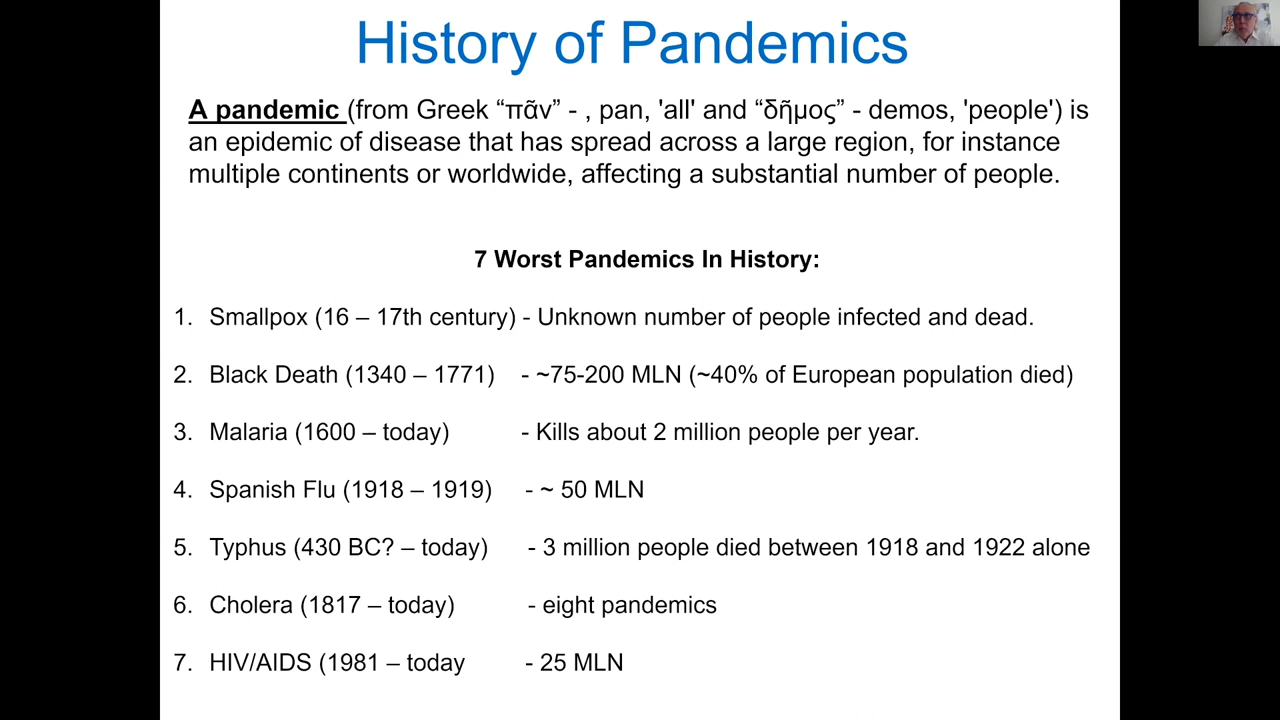 History of Pandemics
A pandemic (from Greek “πᾶν” - , pan, 'all' and “δῆμος” - demos, 'people') is
an epidemic of disease that has spread across a large region, for instance
multiple continents or worldwide, affecting a substantial number of people.
7 Worst Pandemics In History:
1. Smallpox (16 – 17th century) - Unknown number of people infected and dead.
2. Black Death (1340 – 1771) - ~75-200 MLN (~40% of European population died)
3. Malaria (1600 – today) - Kills about 2 million people per year.
4. Spanish Flu (1918 – 1919) - ~ 50 MLN
5. Typhus (430 BC? – today) - 3 million people died between 1918 and 1922 alone
6. Cholera (1817 – today) - eight pandemics
7. HIV/AIDS (1981 – today - 25 MLN